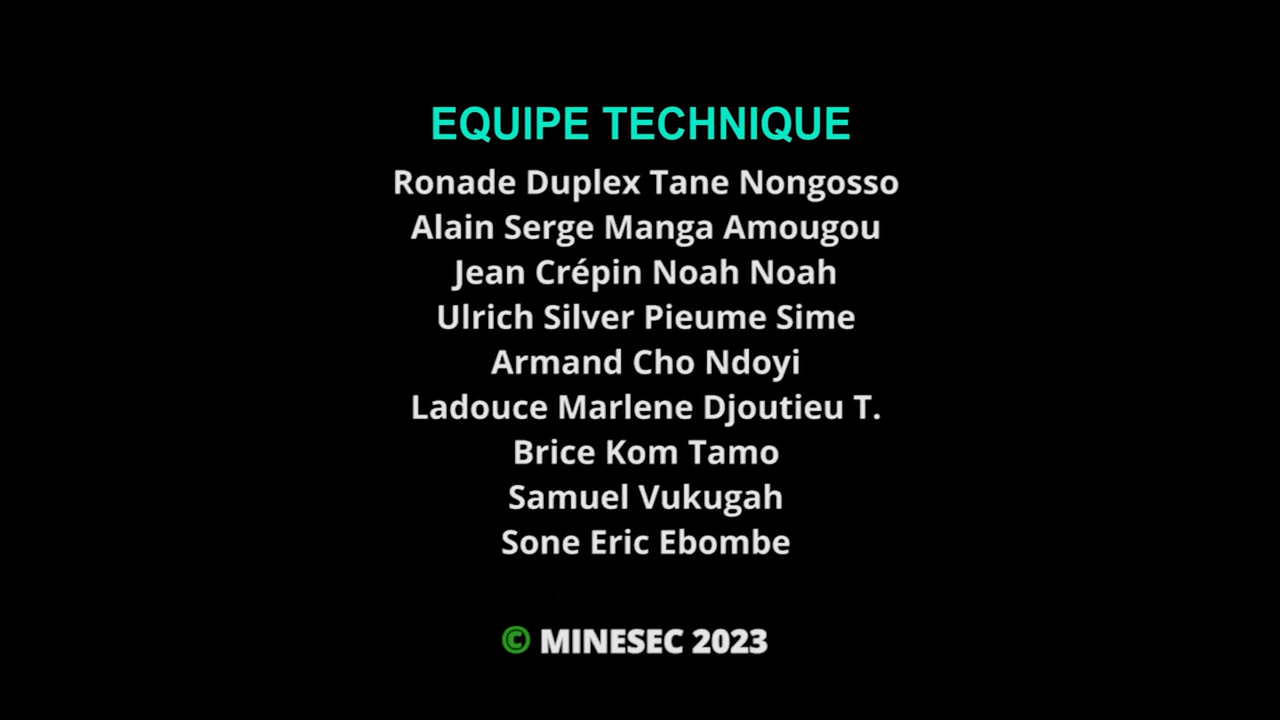 EQUIPE TECHNIQUE
Ronade Duplex Tane Nongosso
Alain Serge Manga Amougou
Jean Crépin Noah Noah
Ulrich Silver Pieume Sime
Armand Cho Ndoyi
Ladouce Marlene Djoutieu T.
Brice Kom Tamo
Samuel Vukugah
Sone Eric Ebombe
© MINESEC 2023